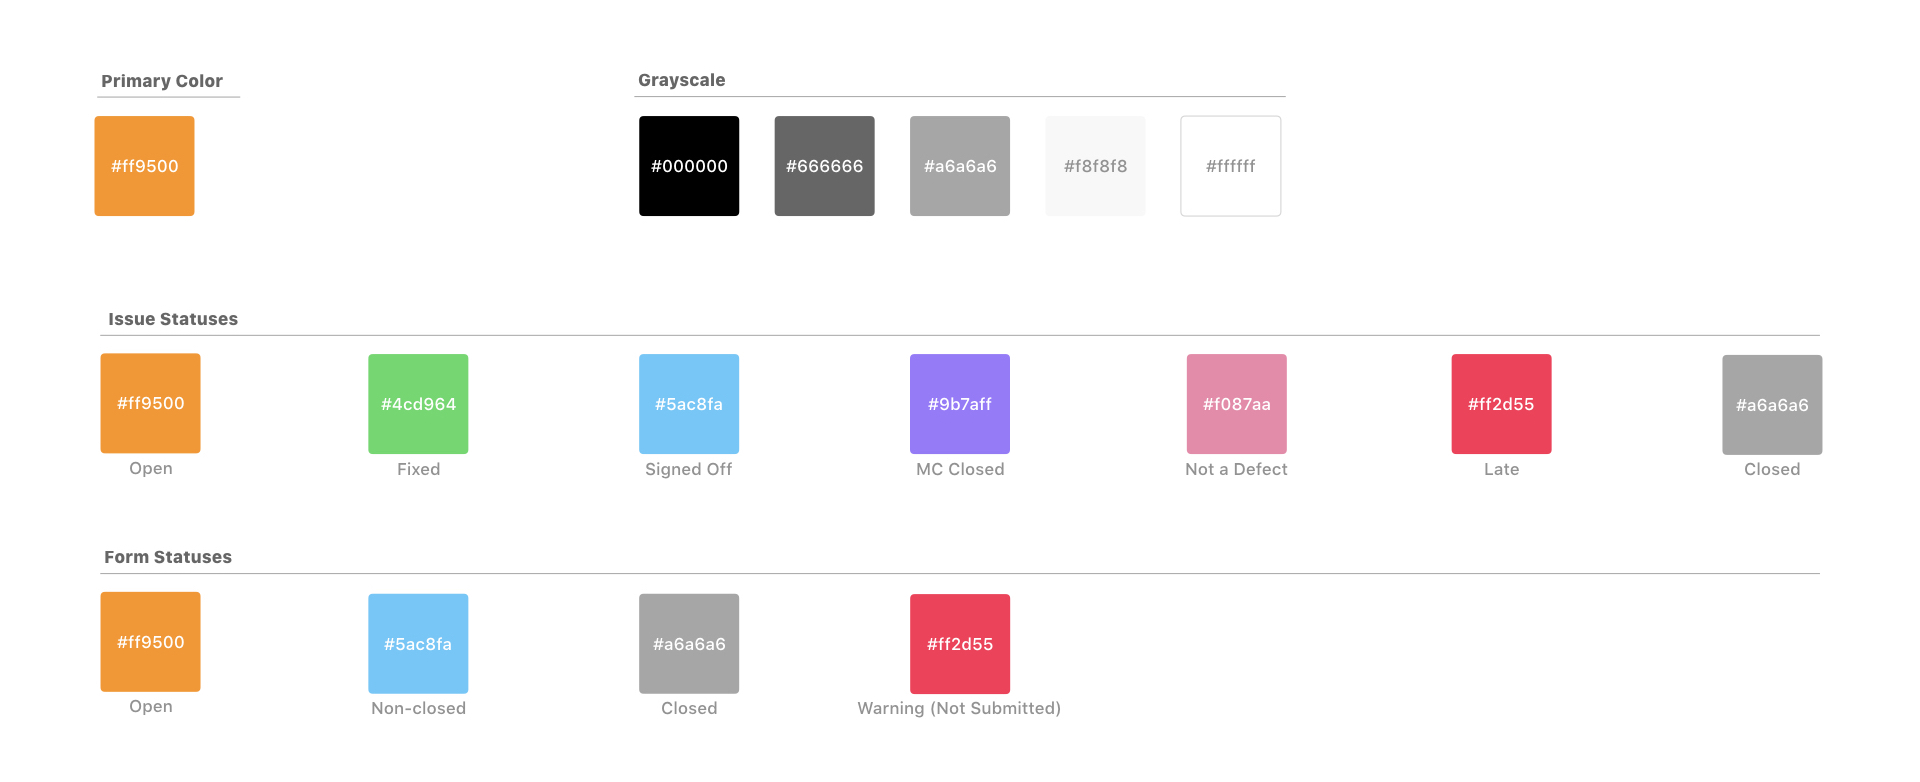 Primary Color
#ff9500
Grayscale
#000000
#666666
#a6a6a6
#f8f8f8
#ffffff
Issue Statuses
#ff9500
Open
#4cd964
Fixed
#5ac8fa
Signed Off
#9b7aff
MC Closed
#f087aa
Not a Defect
#ff2d55
Late
#a6a6a6
Closed
Form Statuses
#ff9500
Open
#5ac8fa
Non-closed
#a6a6a6
Closed
#ff2d55
Warning (Not Submitted)